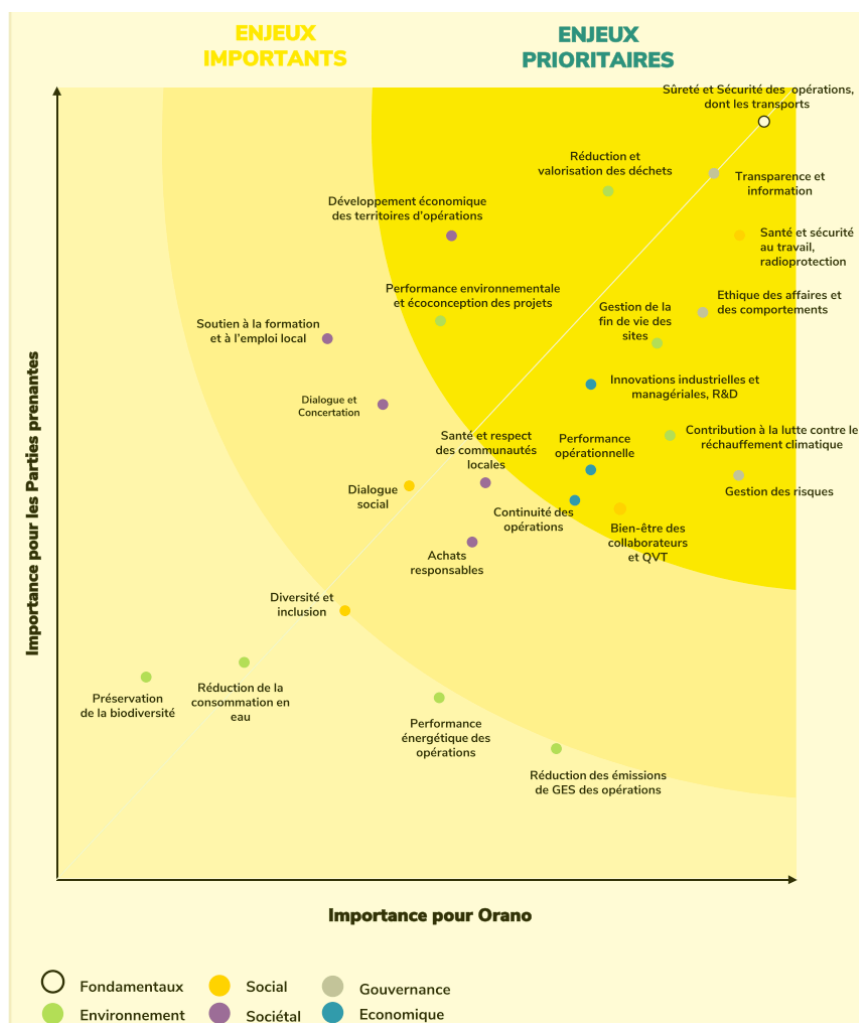 ENJEUX
IMPORTANTS
ENJEUX
PRIORITAIRES
Sûreté et Sécurité des opérations,
dont les transports
Réduction et
valorisation des déchets
Transparence et
information
Développement économique
des territoires d'opérations
Santé et sécurité
au travail,
radioprotection
Performance environnementale
et écoconception des projets
Ethique des affaires et
des comportements
Gestion de la
fin de vie des
sites
Soutien à la formation
et à l'emploi local
Innovations industrielles et
managériales, R&D
Dialogue et
Concertation
Contribution à la lutte contre le
réchauffement climatique
Santé et respect
des communautés
locales
Performance
opérationnelle
Dialogue
social
Gestion des risques
Continuité des
opérations
Bien-être des
collaborateurs
et QVT
Achats
responsables
Diversité et
inclusion
Préservation
de la biodiversité
Réduction de la
consommation en
eau
Performance
énergétique des
opérations
Réduction des émissions
de GES des opérations
Importance pour les Parties prenantes
Importance pour Orano
Fondamentaux
Social
Gouvernance
Environnement
Sociétal
Economique